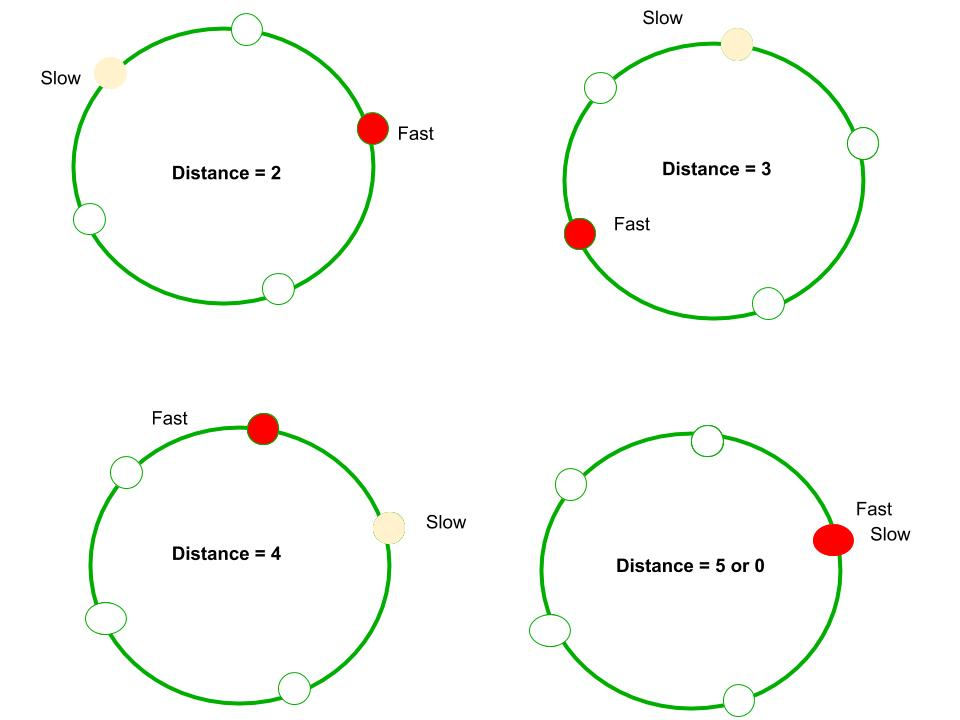 Slow
Fast
Distance = 2
Slow
Distance = 3
Fast
Fast
Slow
Distance = 4
Fast
Slow
Distance = 5 or 0